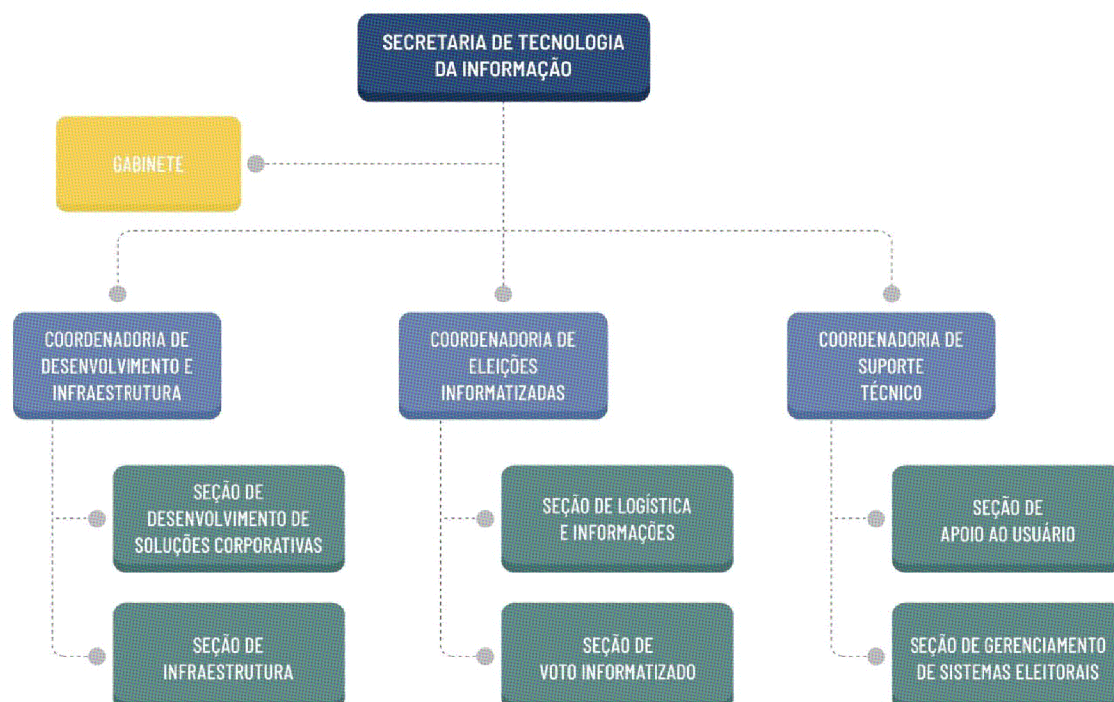 SECRETARIA DE TECNOLOGIA
DA INFORMAÇÃO
GABINETE
COORDENADORIA DE
DESENVOLVIMENTO E
INFRAESTRUTURA
COORDENADORIA DE
ELEIÇÕES
INFORMATIZADAS
COORDENADORIA DE
SUPORTE
TÉCNICO
SEÇÃO DE
DESENVOLVIMENTO DE
SOLUÇÕES CORPORATIVAS
SEÇÃO DE LOGÍSTICA
E INFORMAÇÕES
SEÇÃO DE
APOIO AO USUÁRIO
SEÇÃO DE
INFRAESTRUTURA
SEÇÃO DE
VOTO INFORMATIZADO
SEÇÃO DE GERENCIAMENTO
DE SISTEMAS ELEITORAIS